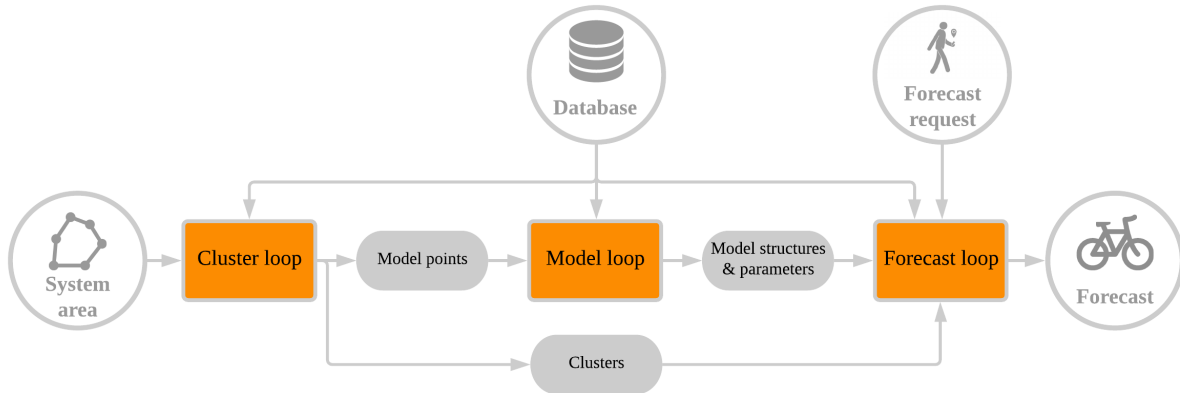 Database
Forecast
request
System
area
Cluster loop
Model points
Model loop
Model structures
& parameters
Forecast loop
Forecast
Clusters